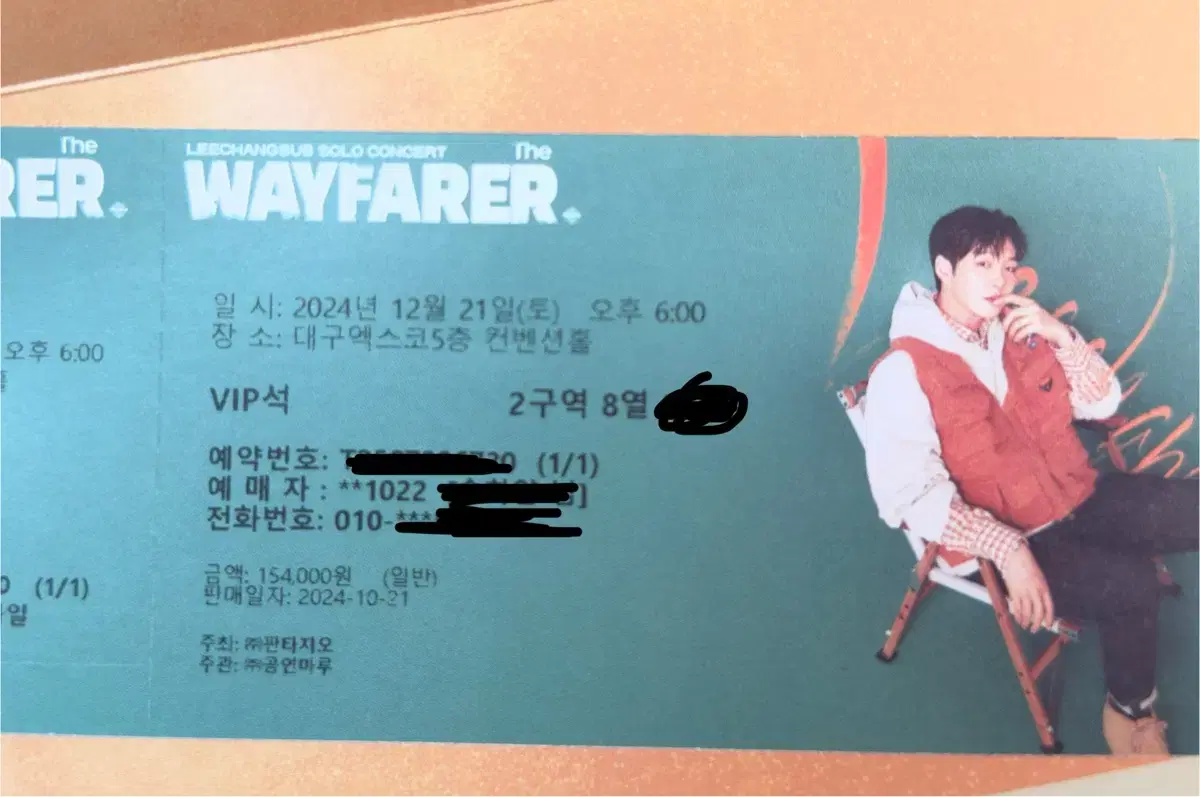 The
RER.
오후 6:00
(1/1)
LEECHANGSUB SOLO CONCERT The
WAYFARER.
일 시: 2024년 12월 21일(토) 오후 6:00
장 소: 대구엑스코5층 컨벤션홀
VIP석 2구역 8열
예약번호: (1/1)
예 매 자 : **1022
전화번호: 010-***
금액: 154,000원 (일반)
판매일자: 2024-10-21
주최: ㈜판타지오
주관: ㈜공연마루